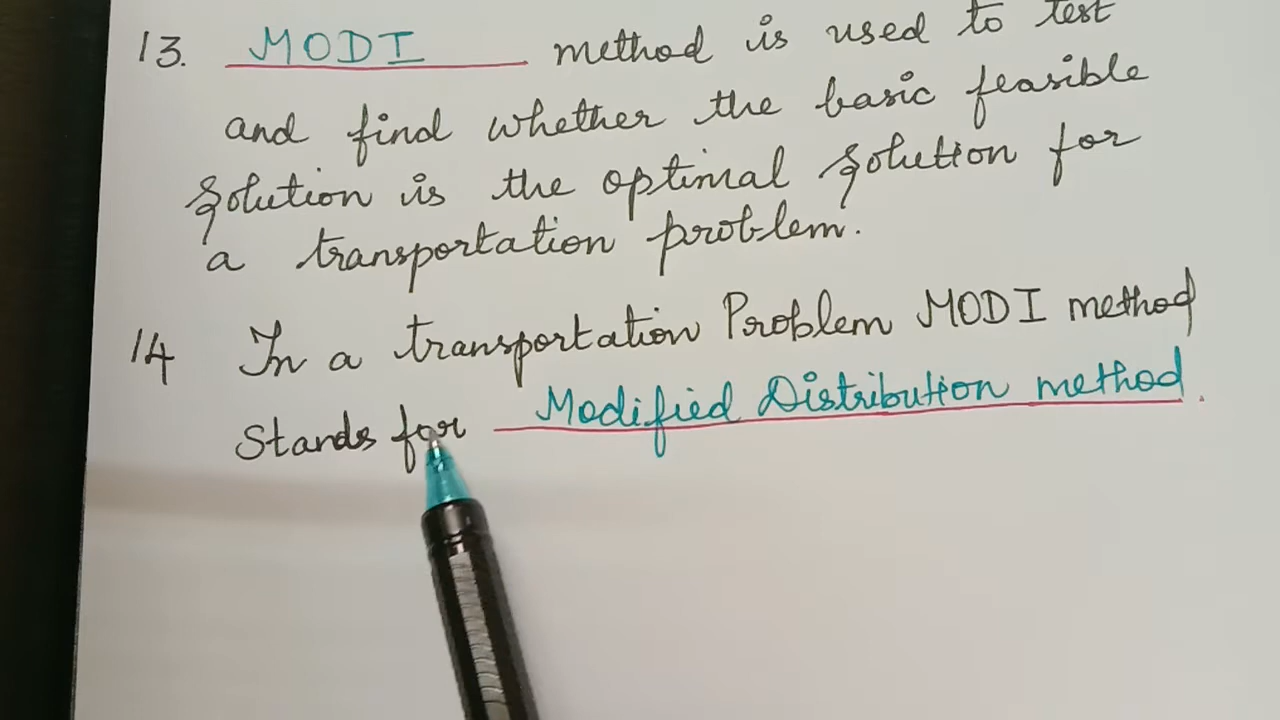 13. MODI method is used to test
and find whether the basic feasible
solution is the optimal solution for
a transportation problem.
14 In a transportation Problem MODI method
Stands for Modified Distribution method.